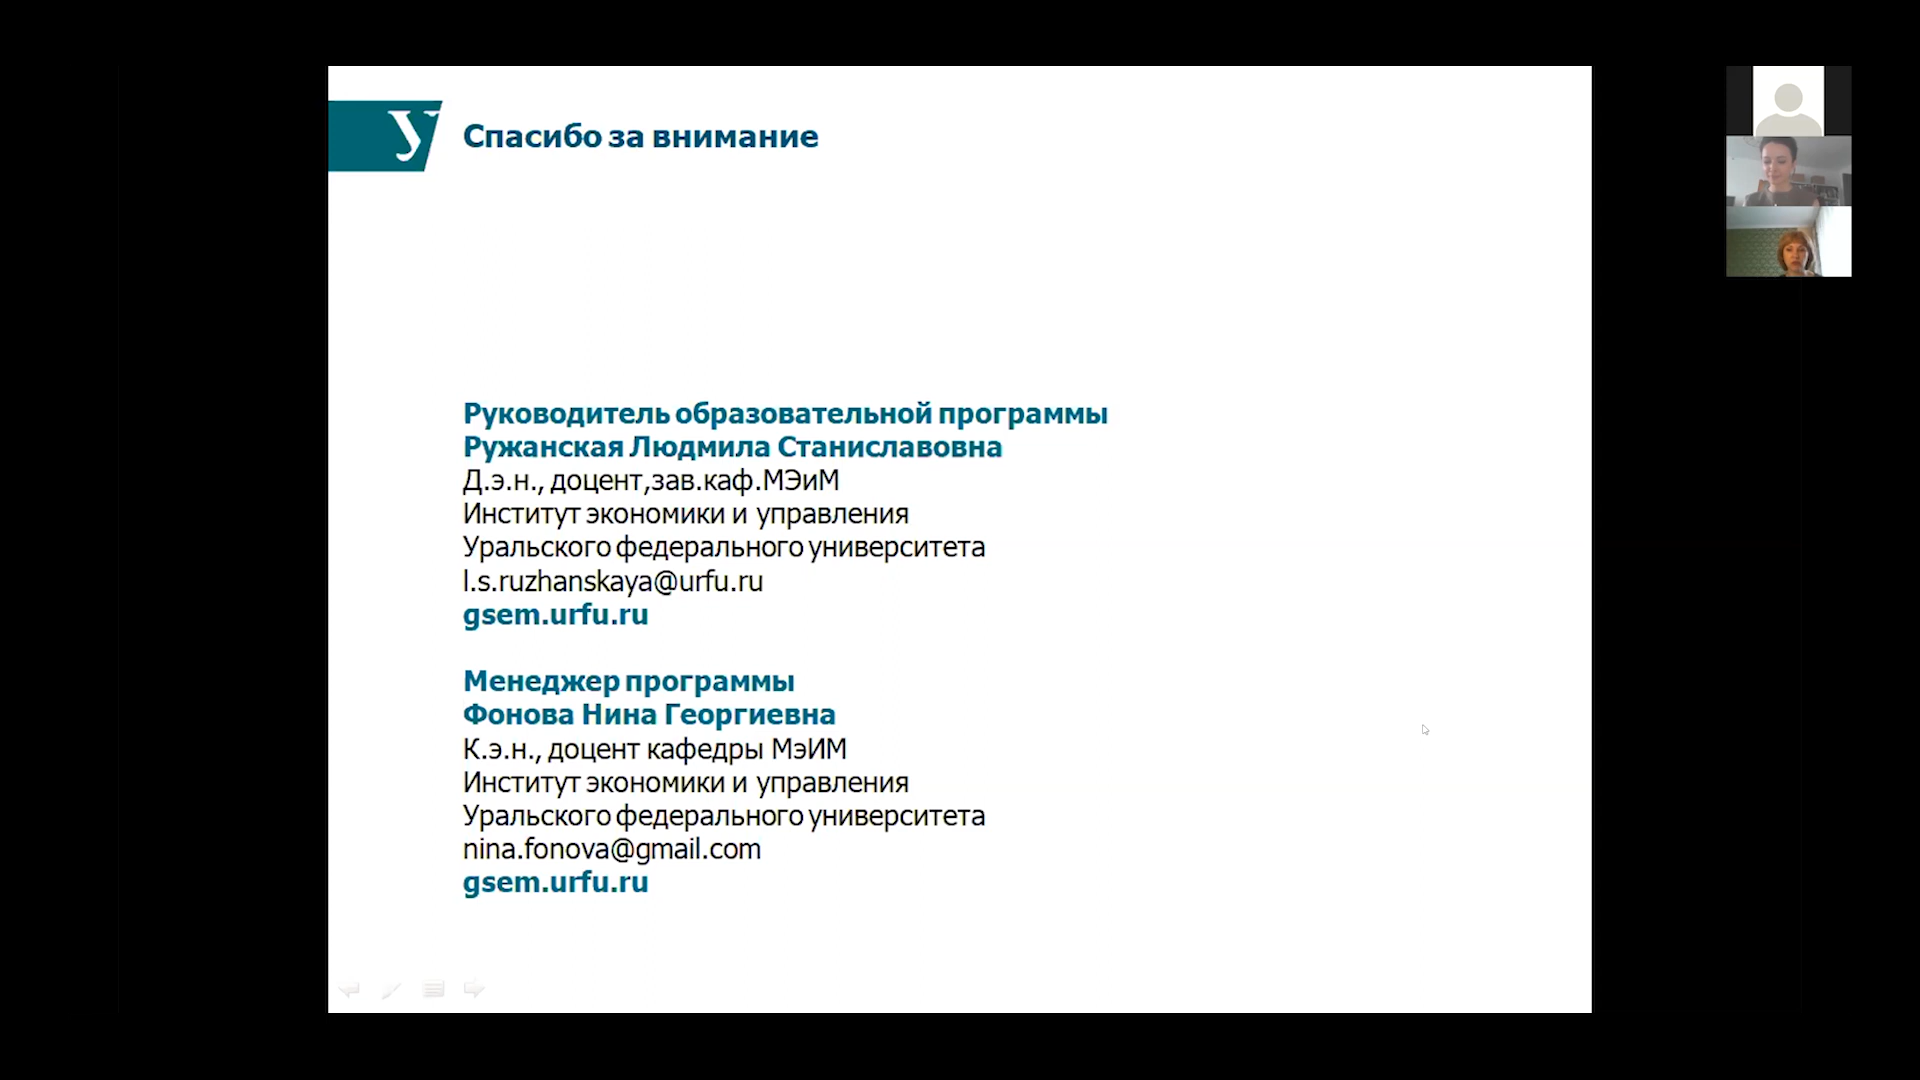 У
Спасибо за внимание
Руководитель образовательной программы
Ружанская Людмила Станиславовна
Д.э.н., доцент,зав.каф.МЭиМ
Институт экономики и управления
Уральского федерального университета
l.s.ruzhanskaya@urfu.ru
gsem.urfu.ru
Менеджер программы
Фонова Нина Георгиевна
К.э.н., доцент кафедры МэИМ
Институт экономики и управления
Уральского федерального университета
nina.fonova@gmail.com
gsem.urfu.ru